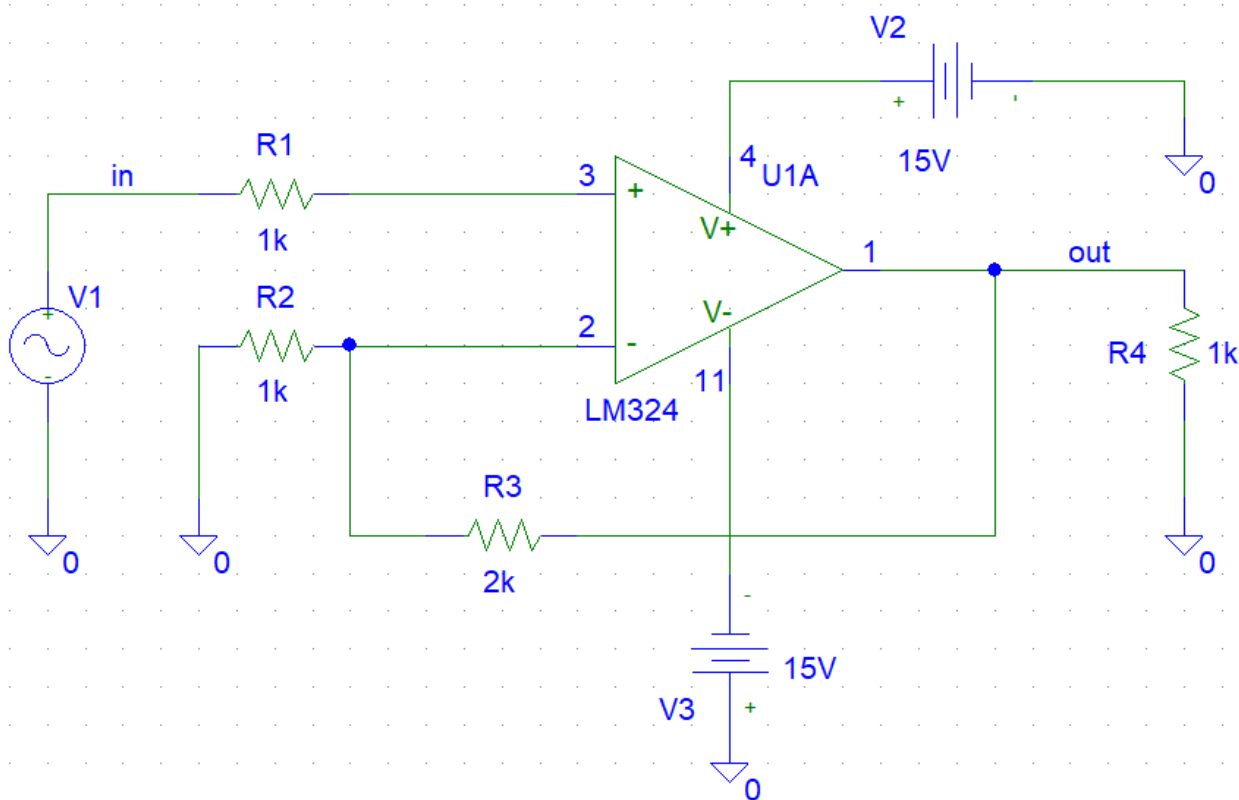 V2
+
-
15V
0
R1
in
1k
3
+
4
U1A
V+
1
out
V1
+
-
R2
1k
2
-
V-
11
LM324
R4
1k
R3
2k
0
0
0
-
15V
V3
+
0